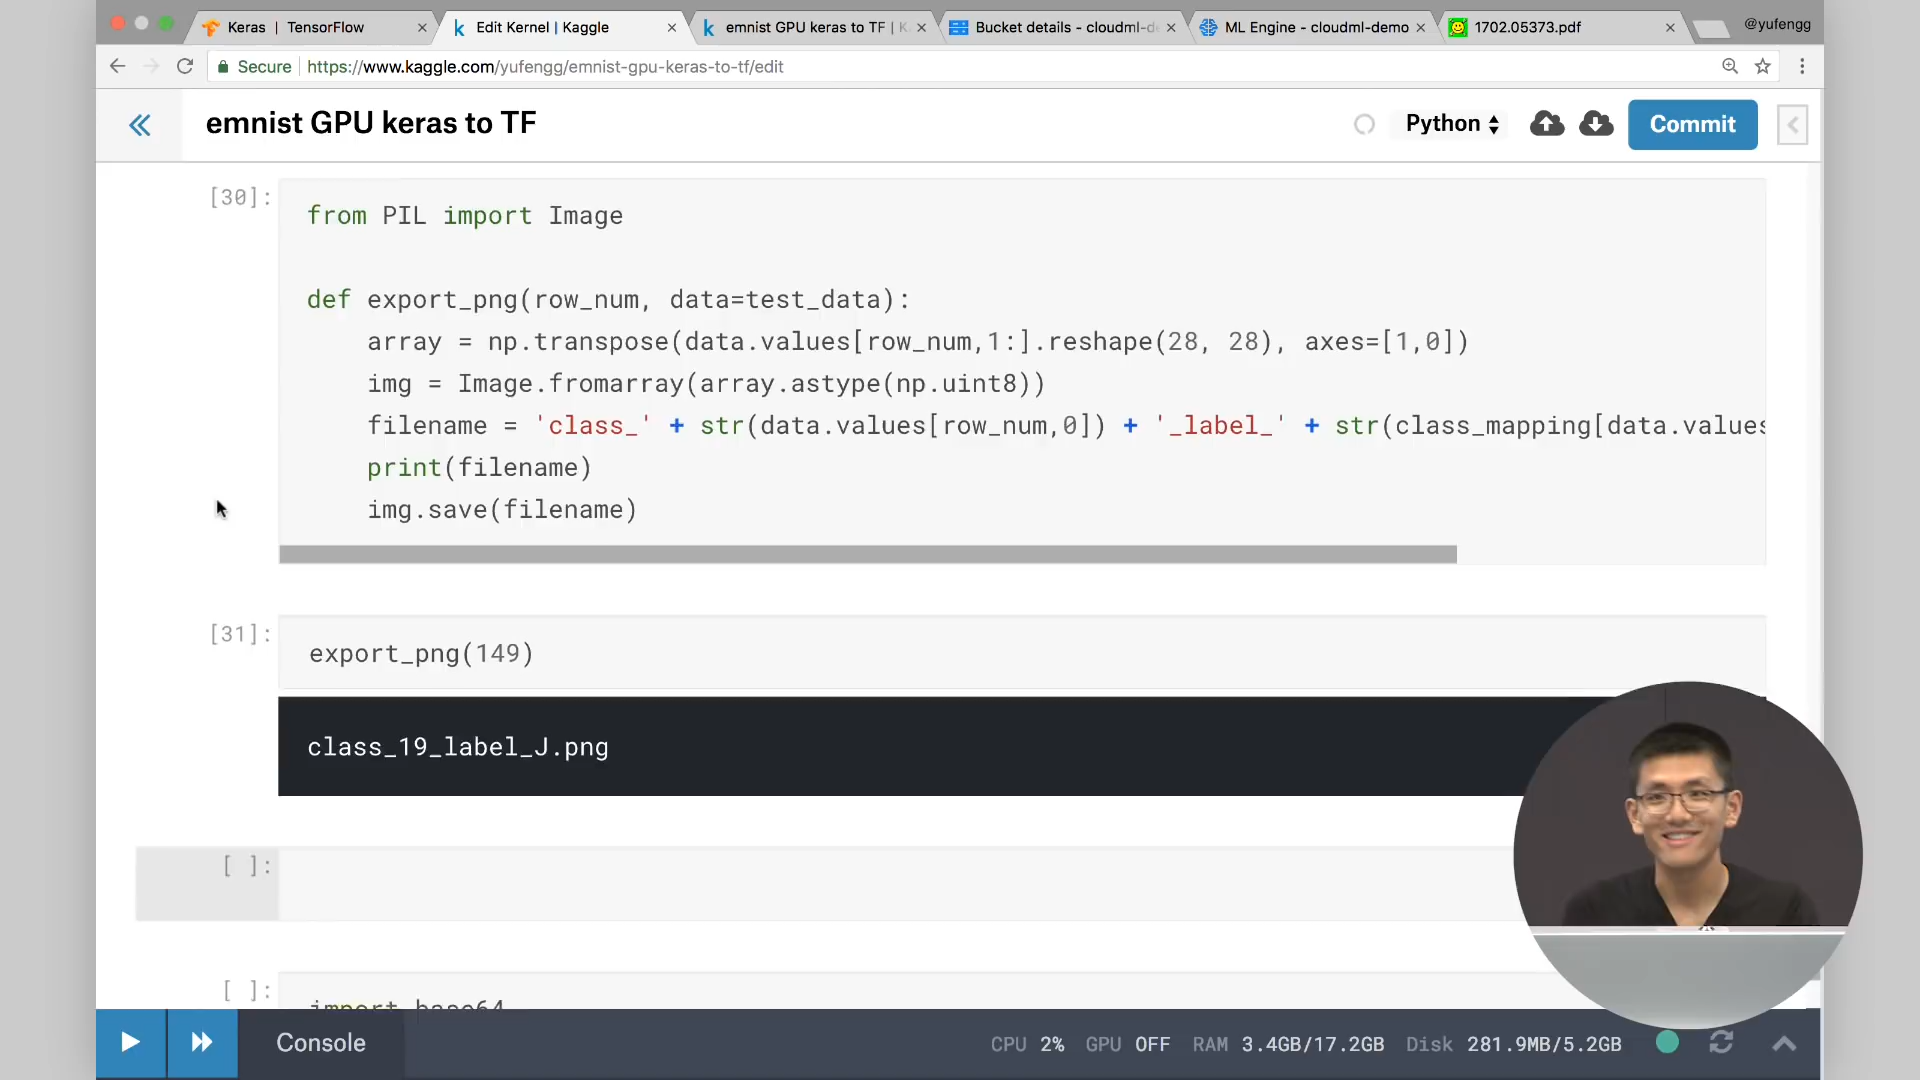 Keras | TensorFlow
Edit Kernel | Kaggle
emnist GPU keras to TF | K
Bucket details - cloudml-de
ML Engine - cloudml-demo
1702.05373.pdf
@yufengg
Secure
https://www.kaggle.com/yufengg/emnist-gpu-keras-to-tf/edit
emnist GPU keras to TF
Python
Commit
[30]:
from PIL import Image
def export_png(row_num, data=test_data):
array = np.transpose(data.values[row_num,1:].reshape(28, 28), axes=[1,0])
img = Image.fromarray(array.astype(np.uint8))
filename = 'class_' + str(data.values[row_num,0]) + '_label_' + str(class_mapping[data.values
print(filename)
img.save(filename)
[31]:
export_png(149)
class_19_label_J.png
[ ]:
[ ]:
import base64
Console
CPU 2% GPU OFF RAM 3.4GB/17.2GB Disk 281.9MB/5.2GB